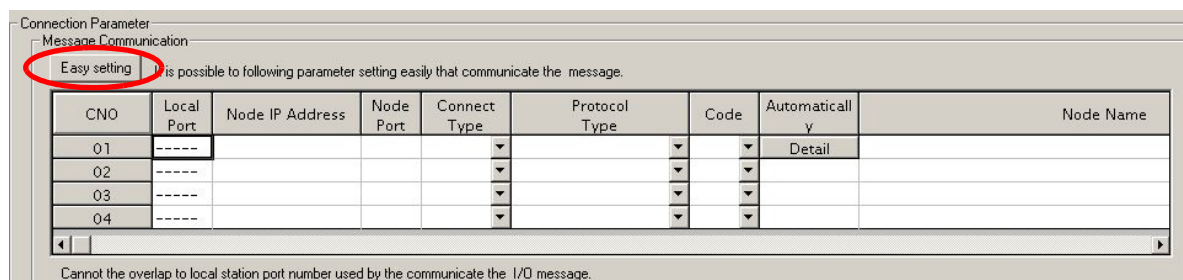 Connection Parameter
Message Communication
Easy setting is possible to following parameter setting easily that communicate the message.
CNO Local Port Node IP Address Node Port Connect Type Protocol Type Code Automaticall y Node Name
01 ----- Detail
02 -----
03 -----
04 -----
Cannot the overlap to local station port number used by the communicate the I/O message.